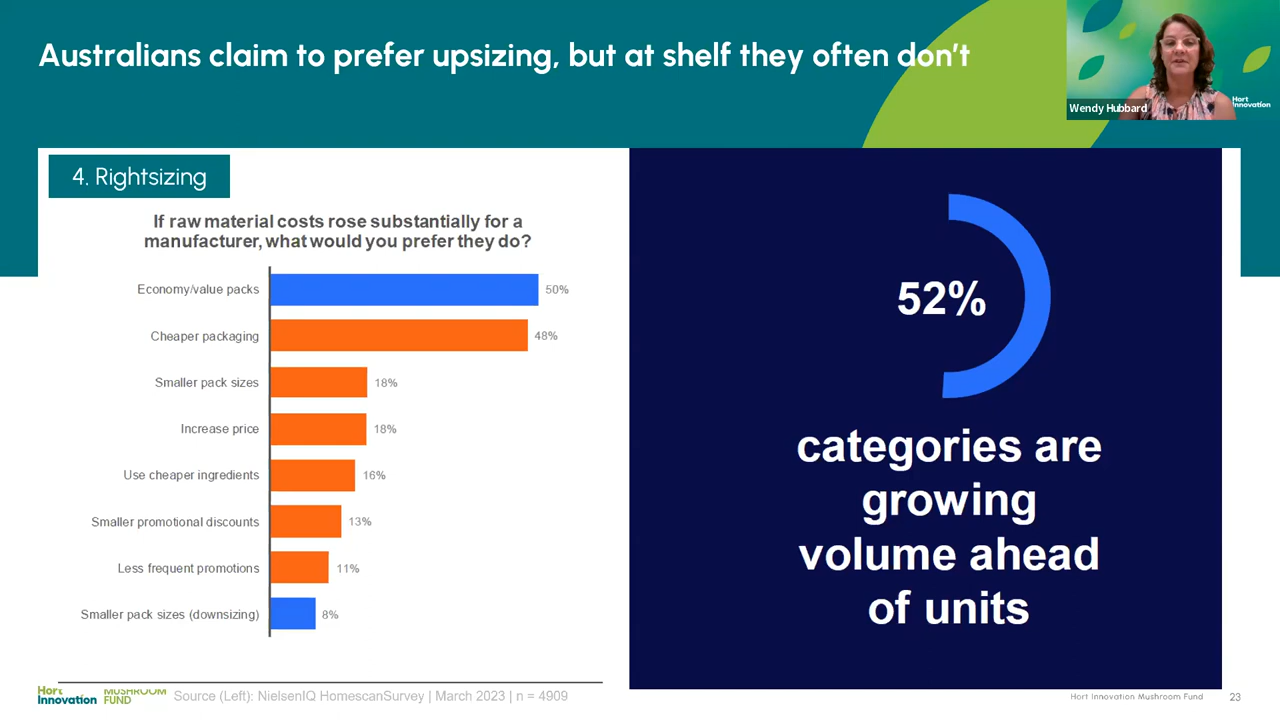 Australians claim to prefer upsizing, but at shelf they often don't
Wendy Hubbard
Hort
Innovation
4. Rightsizing
If raw material costs rose substantially for a
manufacturer, what would you prefer they do?
Economy/value packs 50%
Cheaper packaging 48%
Smaller pack sizes 18%
Increase price 18%
Use cheaper ingredients 16%
Smaller promotional discounts 13%
Less frequent promotions 11%
Smaller pack sizes (downsizing) 8%
52%
categories are
growing
volume ahead
of units
Hort
Innovation
MUSHROOM
FUND
Source (Left): NielsenIQ HomescanSurvey | March 2023 | n = 4909
Hort Innovation Mushroom Fund
23